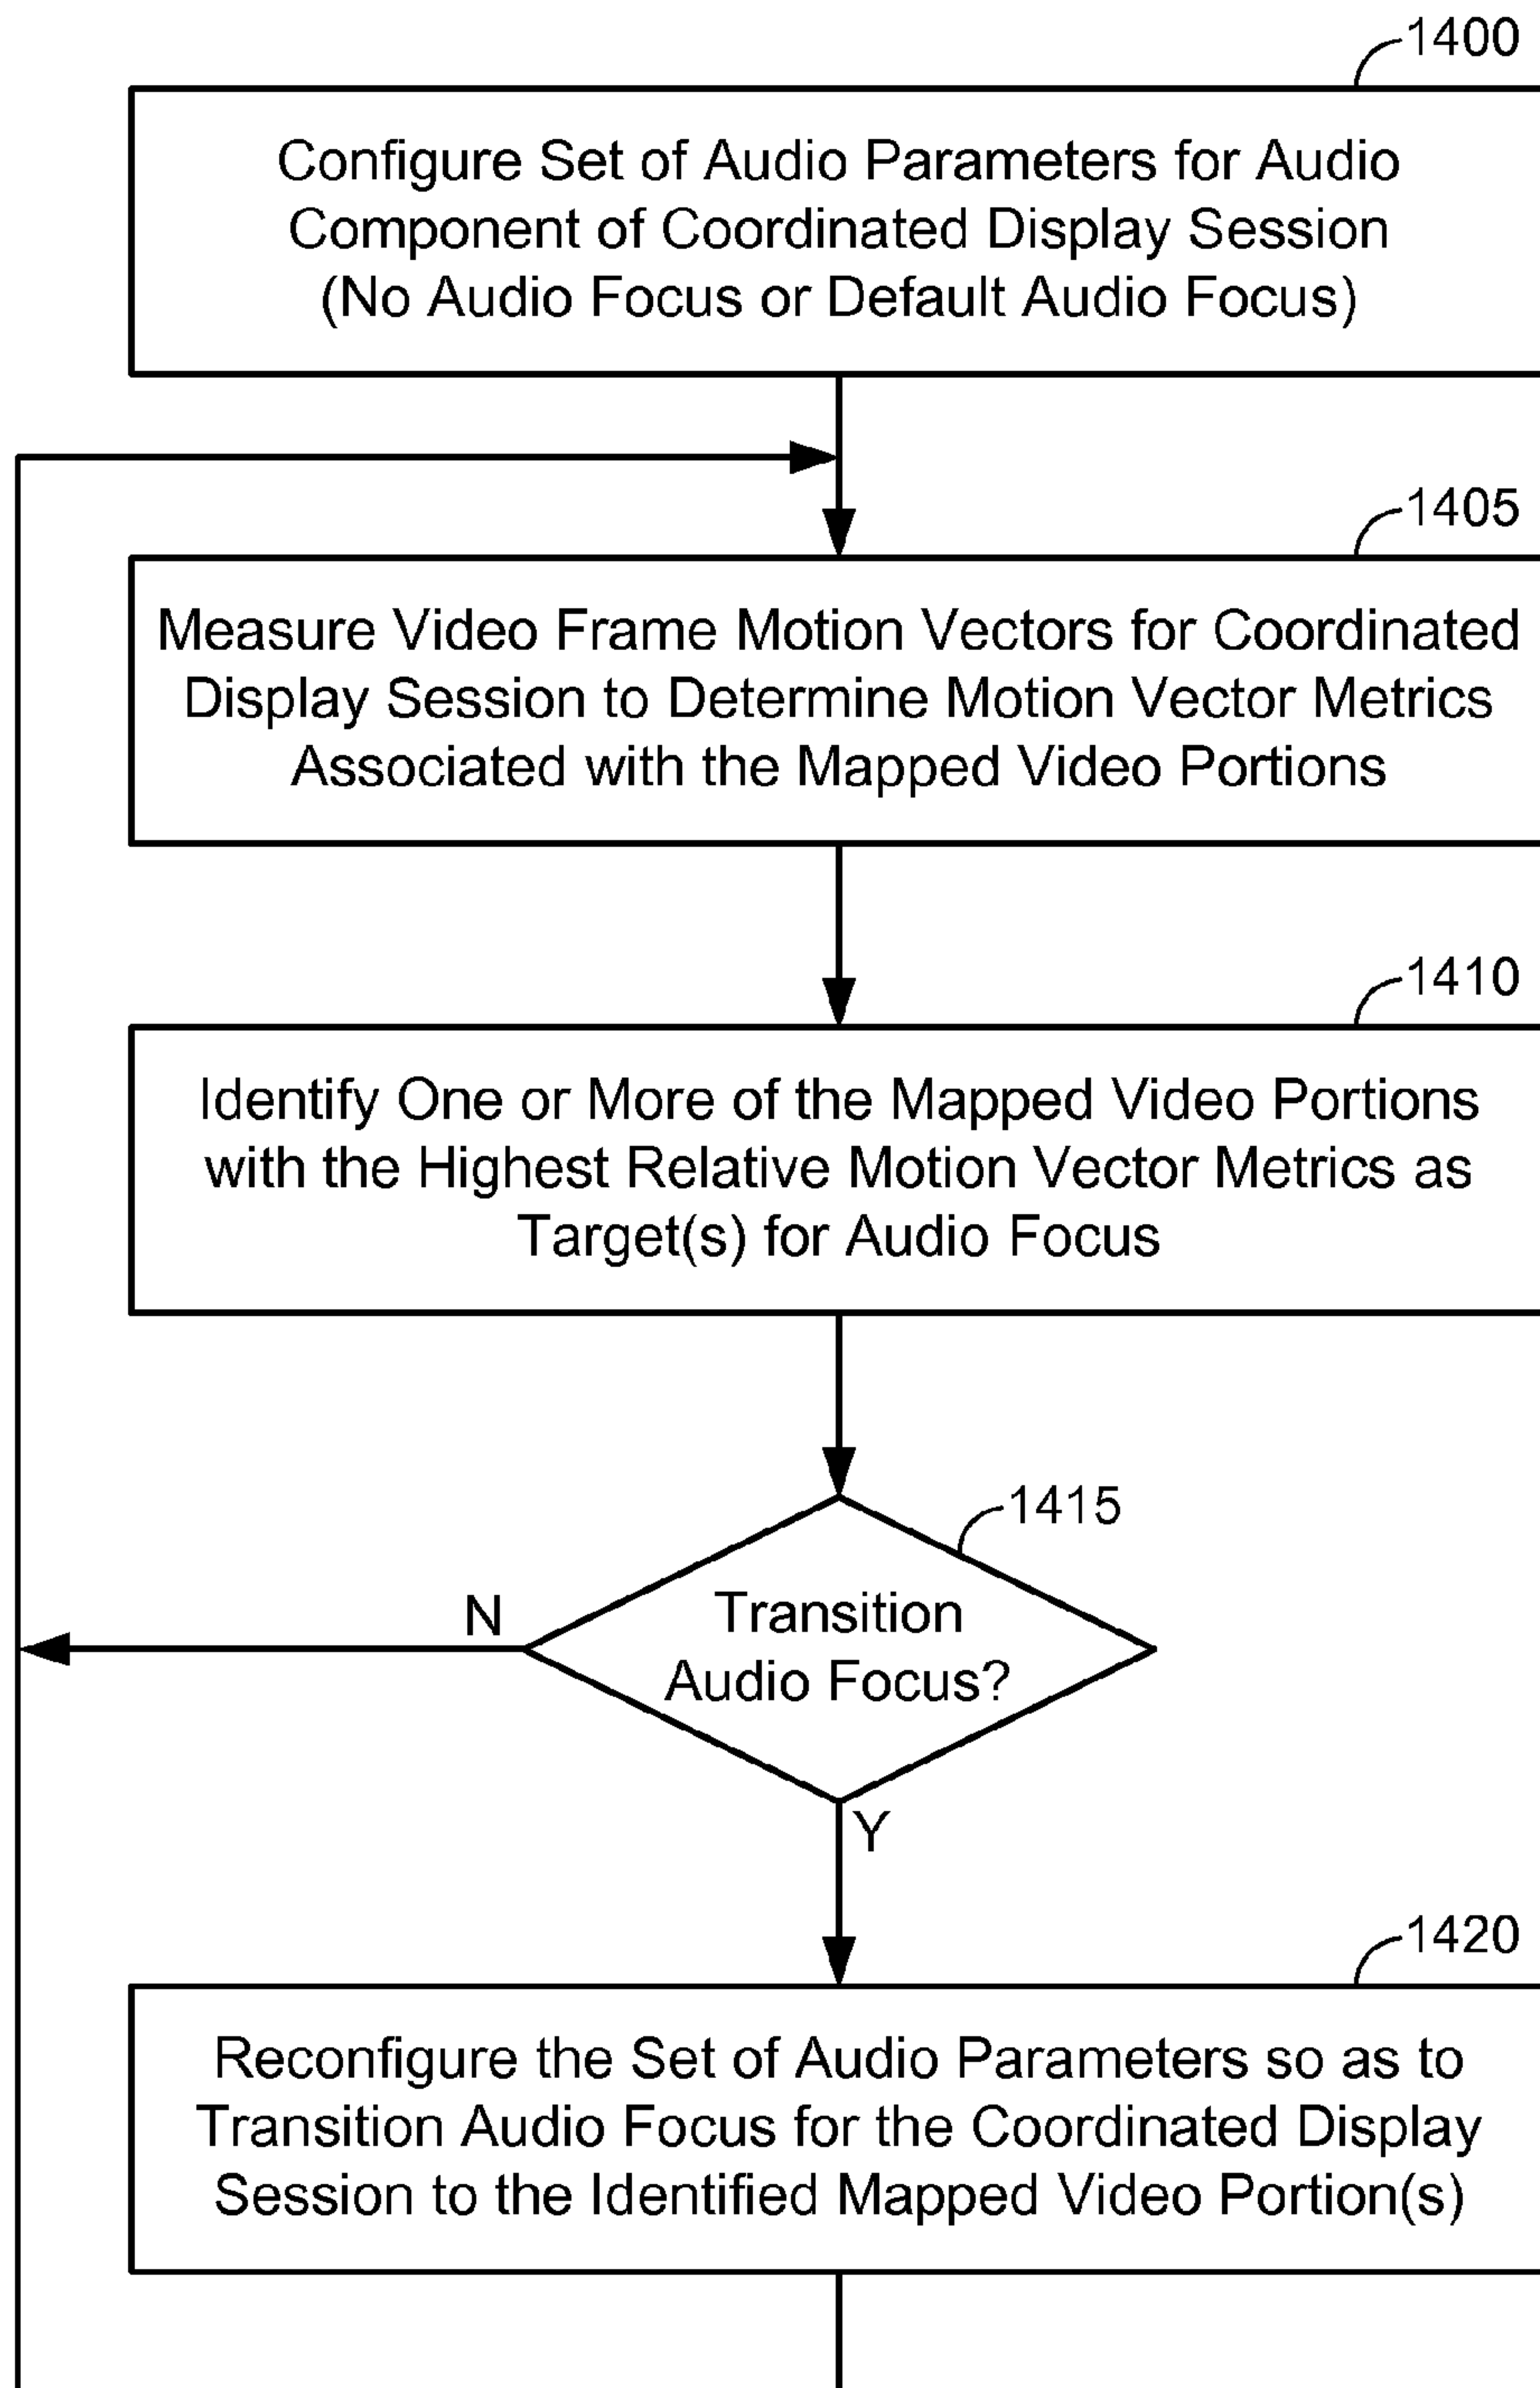 1400
Configure Set of Audio Parameters for Audio
Component of Coordinated Display Session
(No Audio Focus or Default Audio Focus)
1405
Measure Video Frame Motion Vectors for Coordinated
Display Session to Determine Motion Vector Metrics
Associated with the Mapped Video Portions
1410
Identify One or More of the Mapped Video Portions
with the Highest Relative Motion Vector Metrics as
Target(s) for Audio Focus
1415
Transition
Audio Focus?
N
Y
1420
Reconfigure the Set of Audio Parameters so as to
Transition Audio Focus for the Coordinated Display
Session to the Identified Mapped Video Portion(s)